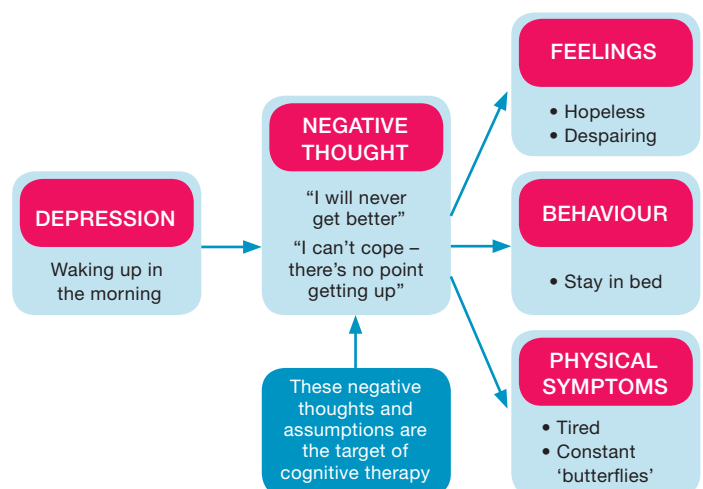 DEPRESSION
Waking up in
the morning
NEGATIVE
THOUGHT
“I will never
get better”
“I can’t cope –
there’s no point
getting up”
These negative
thoughts and
assumptions are
the target of
cognitive therapy
FEELINGS
• Hopeless
• Despairing
BEHAVIOUR
• Stay in bed
PHYSICAL
SYMPTOMS
• Tired
• Constant
‘butterflies’